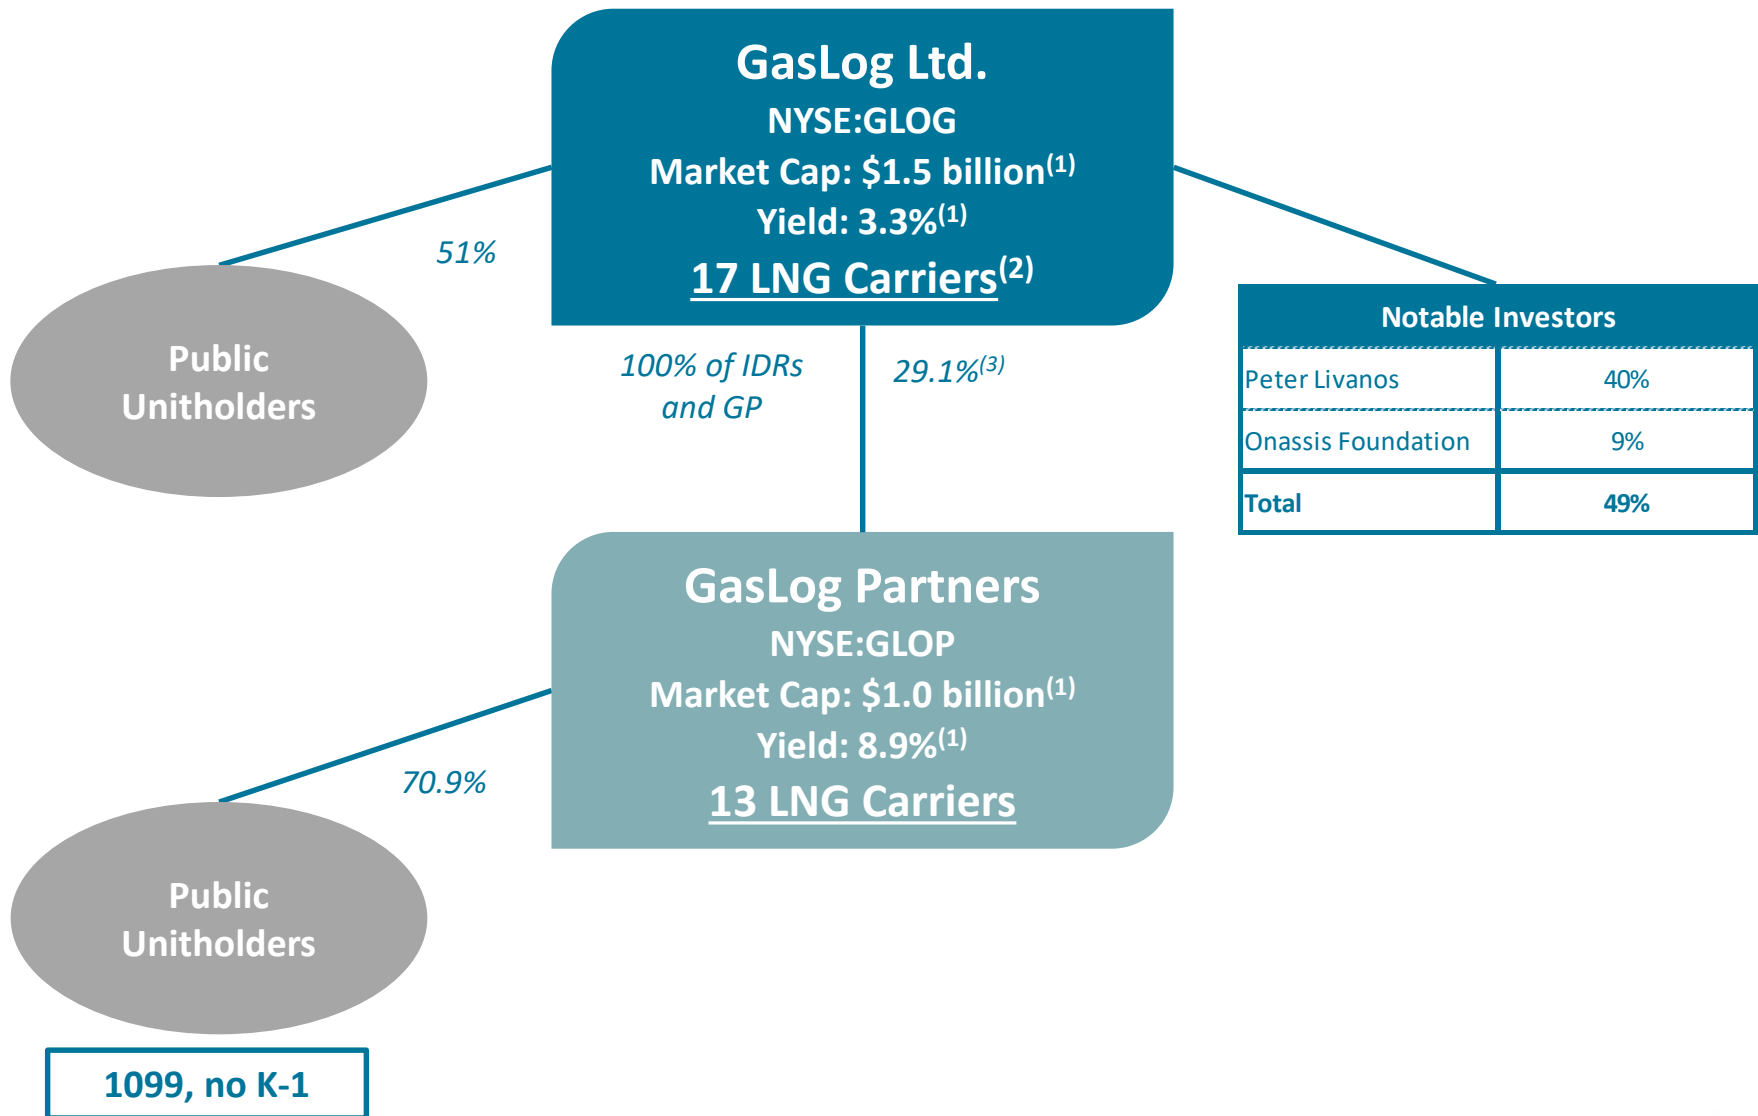 GasLog Ltd.
NYSE:GLOG
Market Cap: $1.5 billion(1)
Yield: 3.3%(1)
17 LNG Carriers(2)
51%
Public
Unitholders
100% of IDRs
and GP
29.1%(3)
Notable Investors
Peter Livanos 40%
Onassis Foundation 9%
Total 49%
GasLog Partners
NYSE:GLOP
Market Cap: $1.0 billion(1)
Yield: 8.9%(1)
13 LNG Carriers
70.9%
Public
Unitholders
1099, no K-1